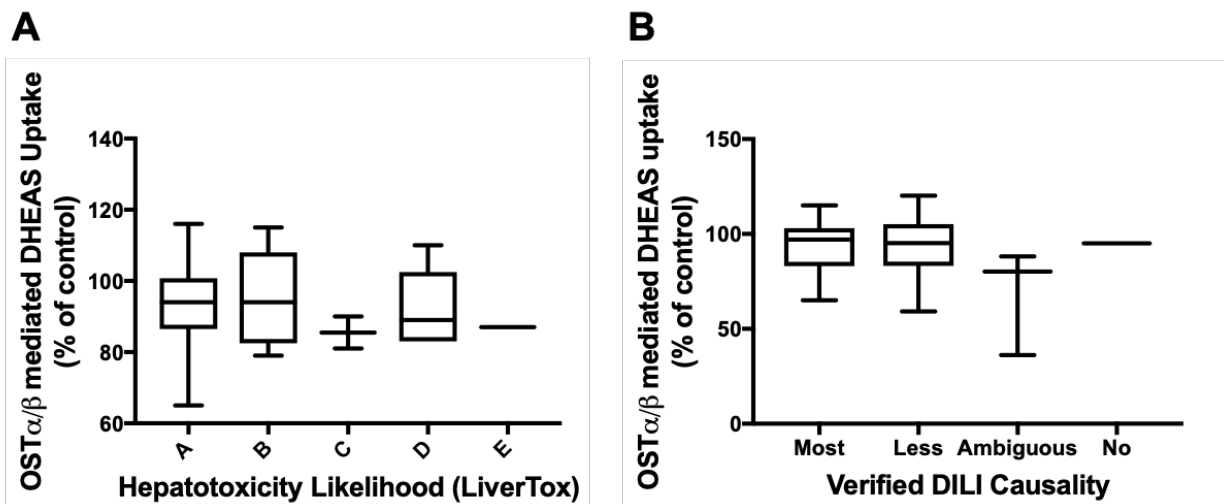 A
OSTα/β mediated DHEAS Uptake
(% of control)
140
120
100
80
60
A
B
C
D
E
Hepatotoxicity Likelihood (LiverTox)
B
OSTα/β mediated DHEAS uptake
(% of control)
150
100
50
0
Most Less Ambiguous No
Verified DILI Causality